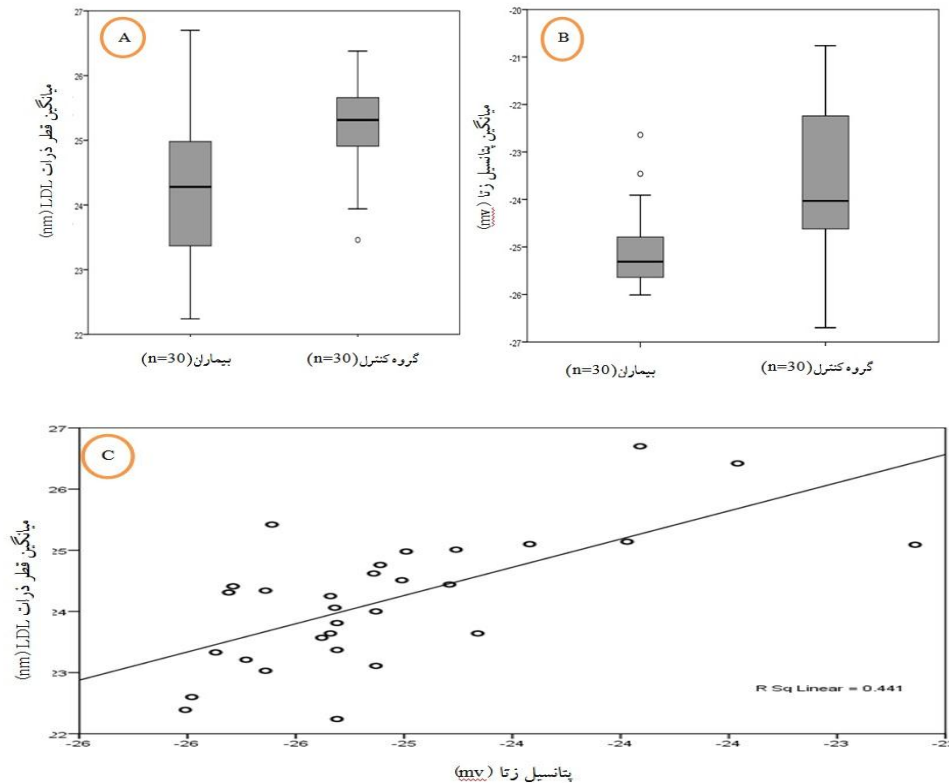 A
27
26
25
24
23
22
میانگین قطر ذرات LDL (nm)
بیماران(n=30)
گروه کنترل(n=30)
B
-20
-21
-22
-23
-24
-25
-26
-27
میانگین پتانسیل زتا (mv)
بیماران(n=30)
گروه کنترل(n=30)
C
27
26
25
24
23
22
میانگین قطر ذرات LDL (nm)
R Sq Linear = 0.441
-26 -26 -26 -25 -24 -24 -24 -24 -23
پتانسیل زتا (mv)